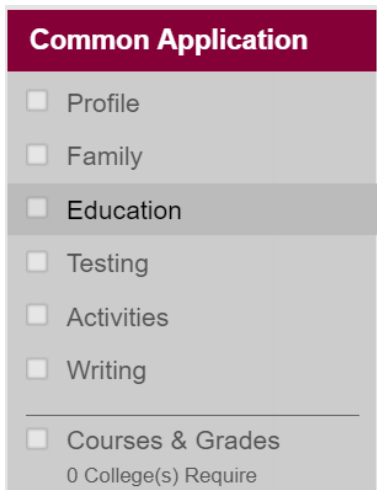 Common Application
Profile
Family
Education
Testing
Activities
Writing
Courses & Grades
0 College(s) Require